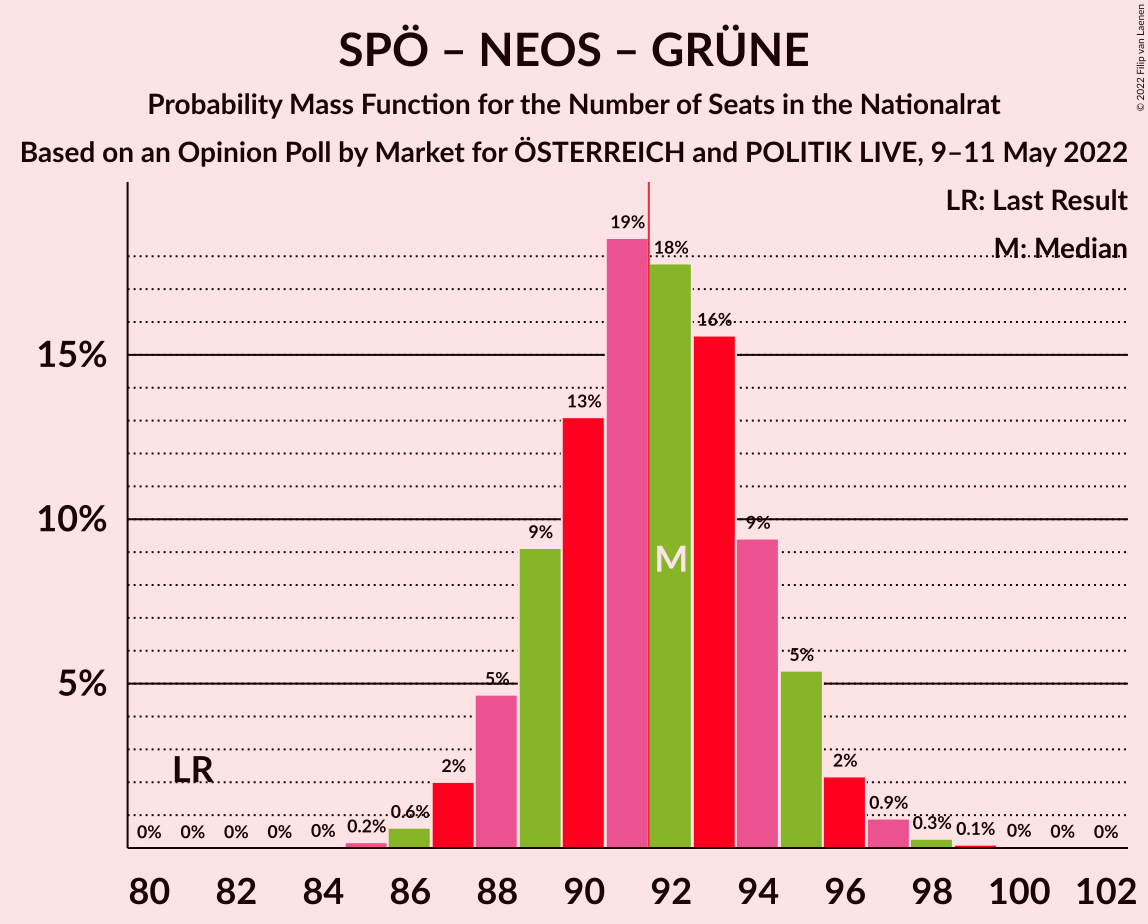 SPÖ – NEOS – GRÜNE
Probability Mass Function for the Number of Seats in the Nationalrat
Based on an Opinion Poll by Market for ÖSTERREICH and POLITIK LIVE, 9–11 May 2022
© 2022 Filip van Laenen
LR: Last Result
M: Median
15%
10%
5%
LR
M
0% 0% 0% 0% 0% 0.2% 0.6% 2% 5% 9% 13% 19% 18% 16% 9% 5% 2% 0.9% 0.3% 0.1% 0% 0% 0%
80 82 84 86 88 90 92 94 96 98 100 102